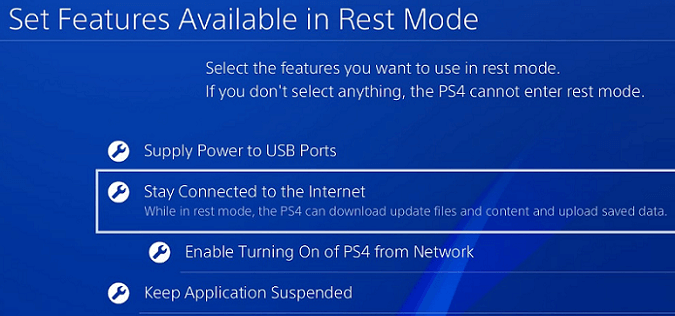 Set Features Available in Rest Mode
Select the features you want to use in rest mode.
If you don't select anything, the PS4 cannot enter rest mode.
Supply Power to USB Ports
Stay Connected to the Internet
While in rest mode, the PS4 can download update files and content and upload saved data.
Enable Turning On of PS4 from Network
Keep Application Suspended